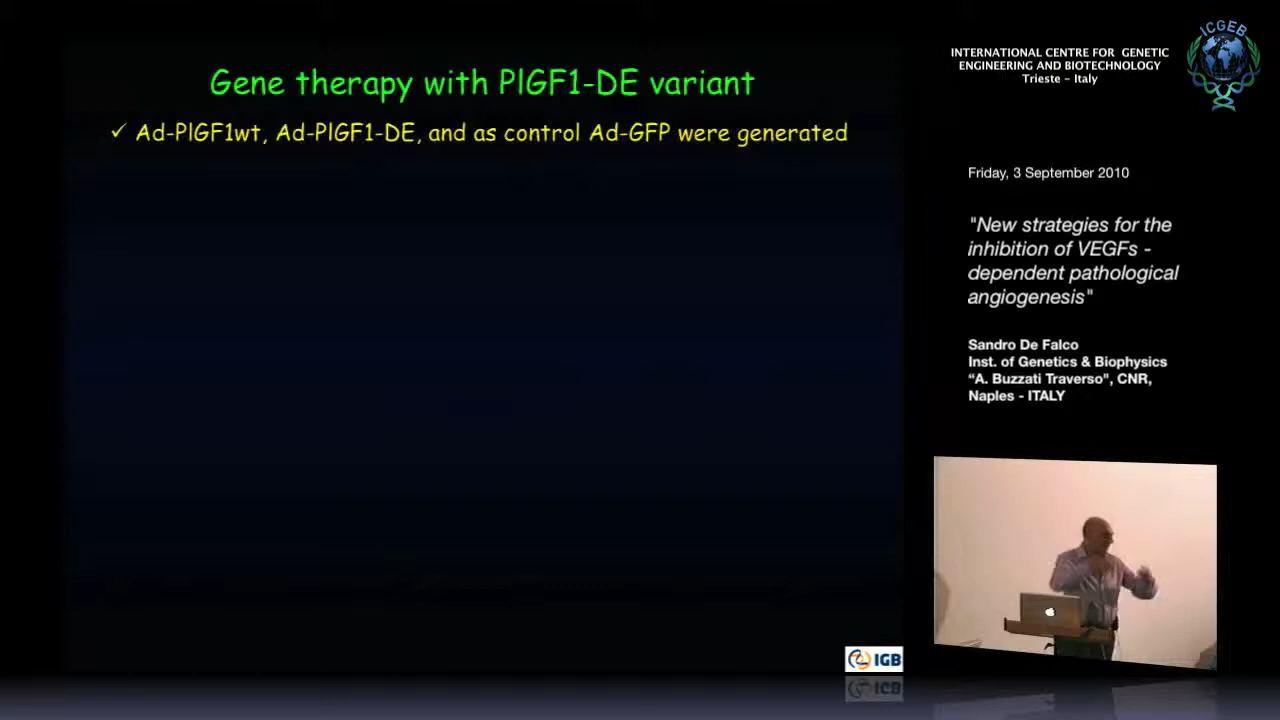 Gene therapy with PlGF1-DE variant
✓ Ad-PlGF1wt, Ad-PlGF1-DE, and as control Ad-GFP were generated
IGB
INTERNATIONAL CENTRE FOR GENETIC
ENGINEERING AND BIOTECHNOLOGY
Trieste - Italy
ICGEB
Friday, 3 September 2010
"New strategies for the
inhibition of VEGFs -
dependent pathological
angiogenesis"
Sandro De Falco
Inst. of Genetics & Biophysics
“A. Buzzati Traverso", CNR,
Naples - ITALY